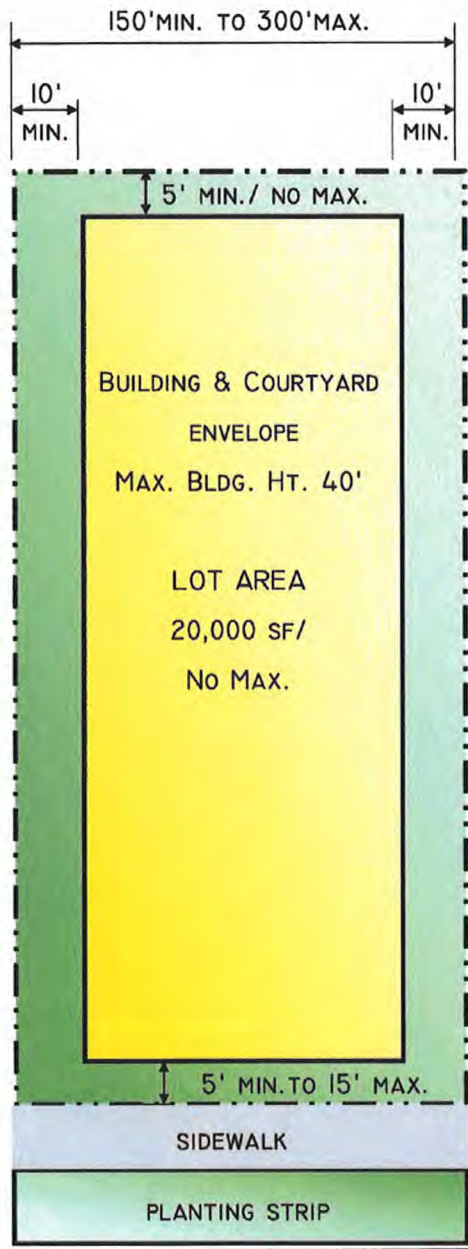 150'MIN. TO 300'MAX.
10' 10'
MIN. MIN.
5' MIN./ NO MAX.
BUILDING & COURTYARD
ENVELOPE
MAX. BLDG. HT. 40'
LOT AREA
20,000 SF/
NO MAX.
5' MIN.TO 15' MAX.
SIDEWALK
PLANTING STRIP